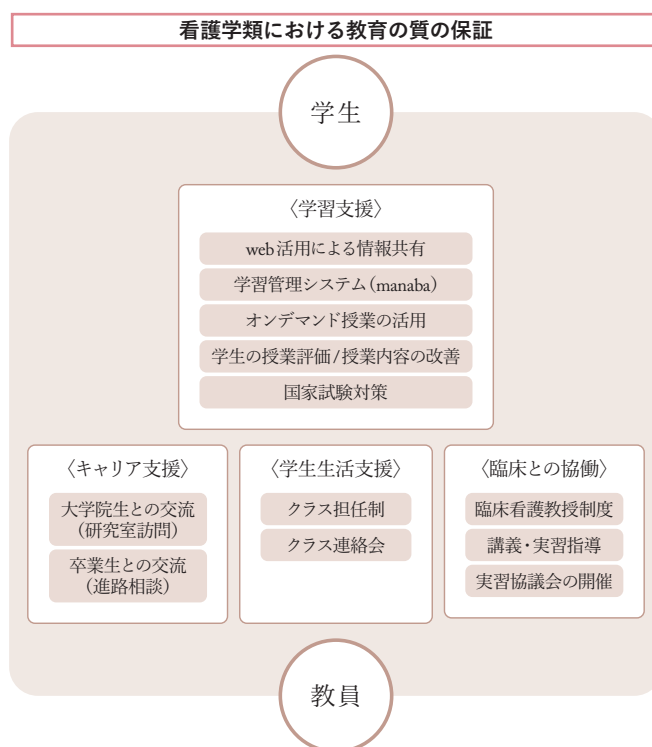 看護学類における教育の質の保証
学生
〈学習支援〉
web活用による情報共有
学習管理システム(manaba)
オンデマンド授業の活用
学生の授業評価/授業内容の改善
国家試験対策
〈キャリア支援〉
大学院生との交流
(研究室訪問)
卒業生との交流
(進路相談)
〈学生生活支援〉
クラス担任制
クラス連絡会
〈臨床との協働〉
臨床看護教授制度
講義・実習指導
実習協議会の開催
教員